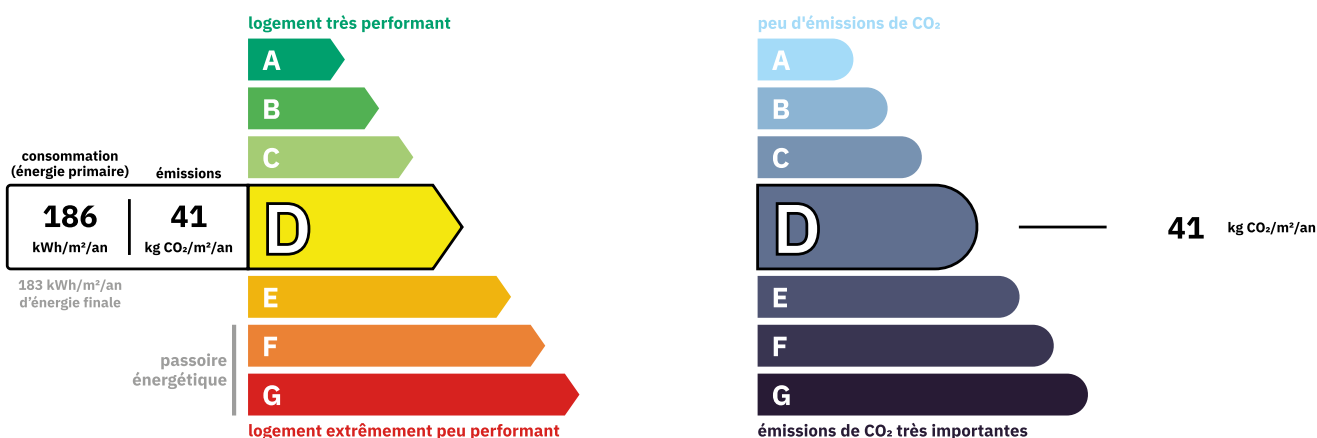 logement très performant
A
B
C
consommation
(énergie primaire)
émissions
186
kWh/m²/an
41
kg CO₂/m²/an
D
183 kWh/m²/an
d'énergie finale
E
passoire
énergétique
F
G
logement extrêmement peu performant
peu d'émissions de CO₂
A
B
C
D
41 kg CO₂/m²/an
E
F
G
émissions de CO₂ très importantes